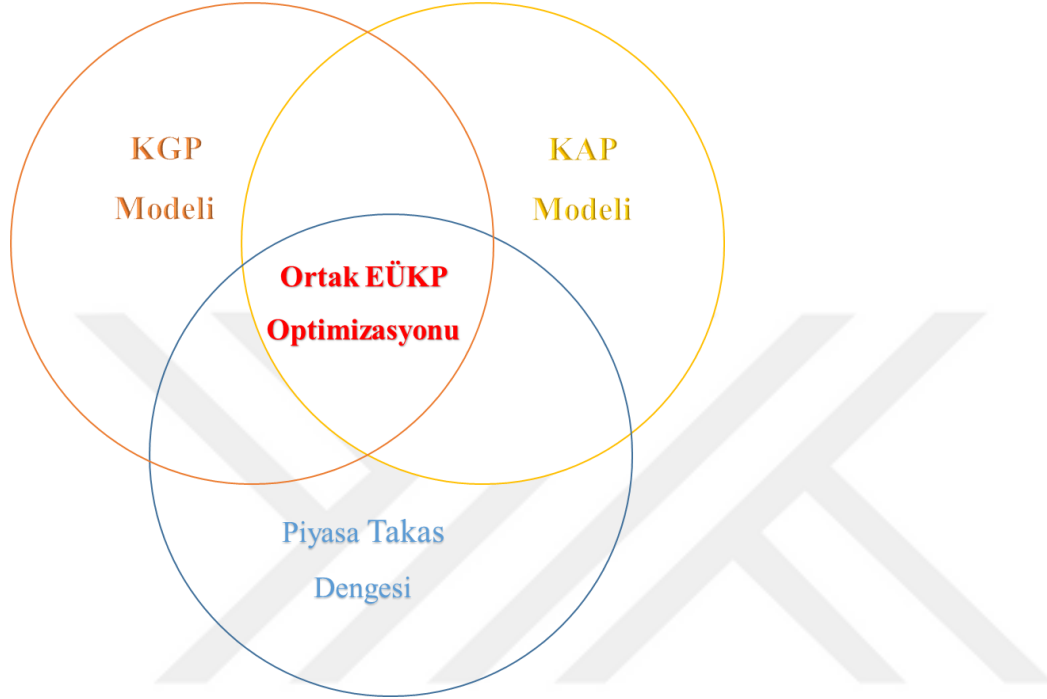 KGP
Modeli
KAP
Modeli
Ortak EÜKP
Optimizasyonu
Piyasa Takas
Dengesi